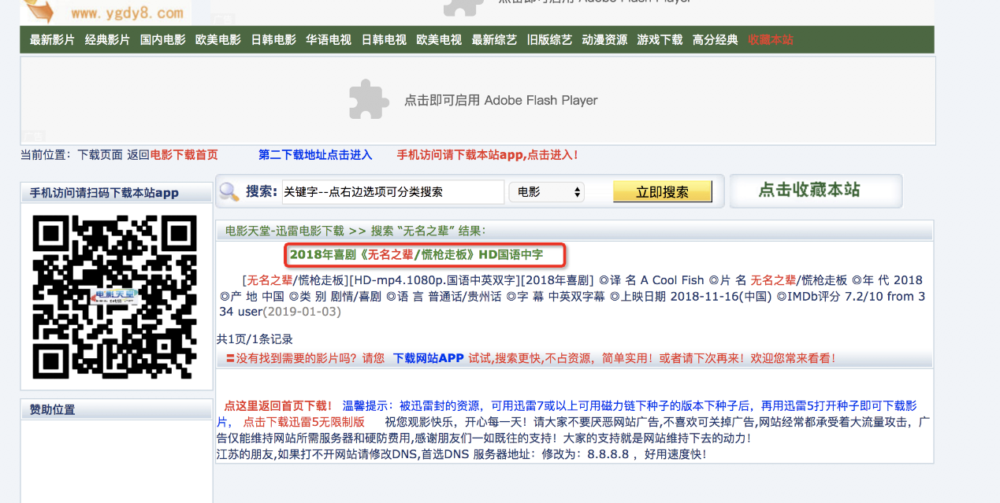 www.ygdy8.com
点击即可启用 Adobe Flash Player
广告
最新影片 经典影片 国内电影 欧美电影 日韩电影 华语电视 日韩电视 欧美电视 最新综艺 旧版综艺 动漫资源 游戏下载 高分经典 收藏本站
点击即可启用 Adobe Flash Player
广告
当前位置：下载页面 返回电影下载首页 第二下载地址点击进入 手机访问请下载本站app,点击进入!
手机访问请扫码下载本站app
搜索: 关键字--点右边选项可分类搜索 电影 立即搜索 点击收藏本站
电影天堂-迅雷电影下载 >> 搜索 “无名之辈” 结果:
2018年喜剧《无名之辈/慌枪走板》HD国语中字
[无名之辈/慌枪走板][HD-mp4.1080p.国语中英双字][2018年喜剧] ◎译 名 A Cool Fish ◎片 名 无名之辈/慌枪走板 ◎年 代 2018
◎产 地 中国 ◎类 别 剧情/喜剧 ◎语 言 普通话/贵州话 ◎字 幕 中英双字幕 ◎上映日期 2018-11-16(中国) ◎IMDb评分 7.2/10 from 3
34 user(2019-01-03)
共1页/1条记录
〓没有找到需要的影片吗？请您 下载网站APP 试试,搜索更快,不占资源，简单实用！或者请下次再来！欢迎您常来看看！
电影天堂
赞助位置
点这里返回首页下载! 温馨提示：被迅雷封的资源，可用迅雷7或以上可用磁力链下种子的版本下种子后，再用迅雷5打开种子即可下载影
片， 点击下载迅雷5无限制版 祝您观影快乐，开心每一天！请大家不要厌恶网站广告,不喜欢可关掉广告,网站经常都承受着大流量攻击，广
告仅能维持网站所需服务器和硬防费用,感谢朋友们一如既往的支持！大家的支持就是网站维持下去的动力！
江苏的朋友,如果打不开网站请修改DNS,首选DNS 服务器地址：修改为：8.8.8.8 ，好用速度快！